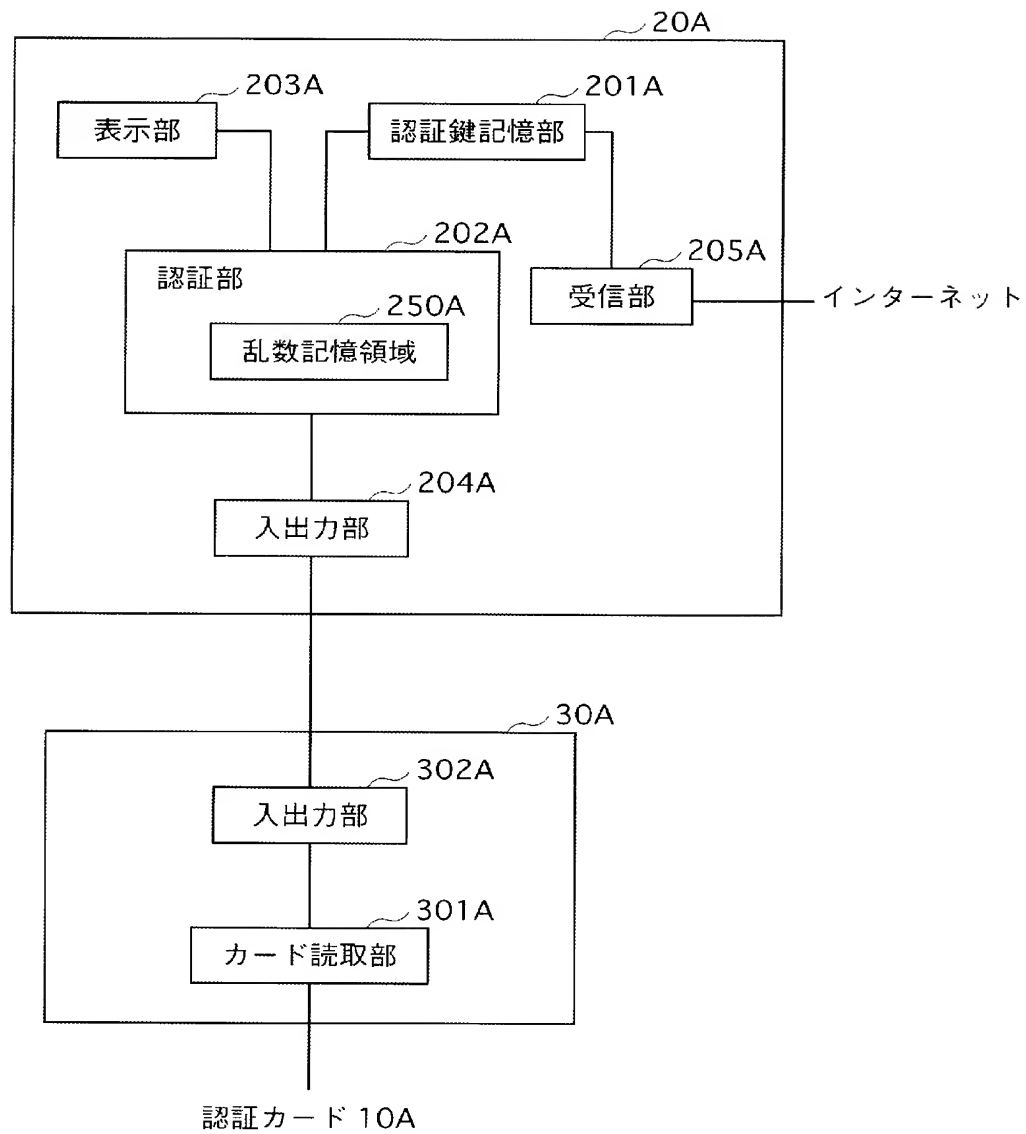 20A
203A
201A
表示部
認証鍵記憶部
202A
205A
認証部
受信部
インターネット
250A
乱数記憶領域
204A
入出力部
30A
302A
入出力部
301A
カード読取部
認証カード 10A